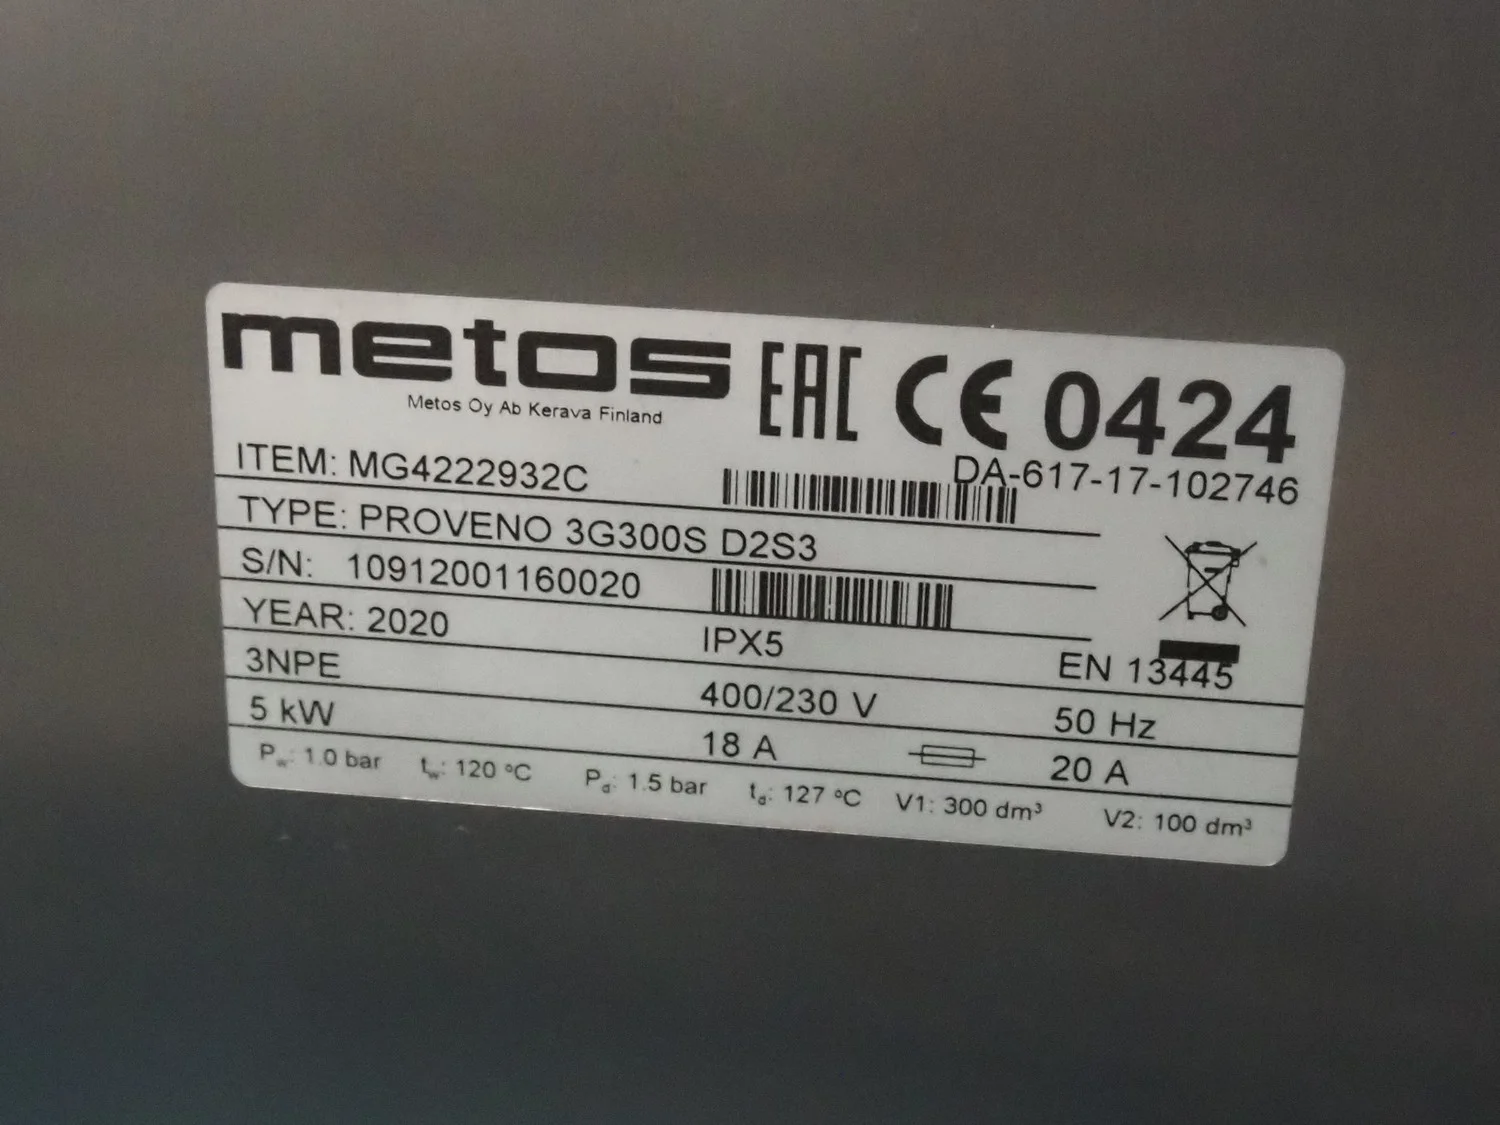 metos EAC CE 0424
Metos Oy Ab Kerava Finland
DA-617-17-102746
ITEM: MG4222932C
TYPE: PROVENO 3G300S D2S3
S/N: 10912001160020
YEAR: 2020 IPX5 EN 13445
3NPE 400/230 V 50 Hz
5 kW 18 A 20 A
Pw: 1.0 bar tw: 120 °C Pd: 1.5 bar td: 127 °C V1: 300 dm³ V2: 100 dm³